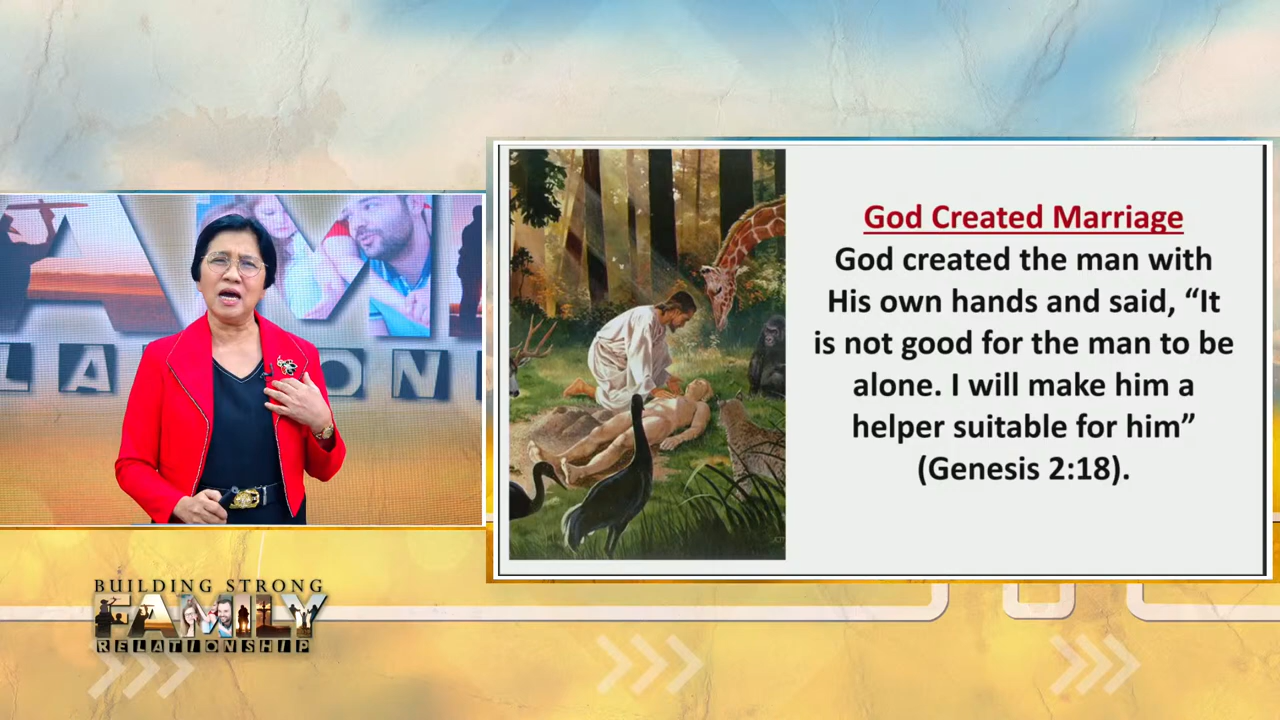 God Created Marriage
God created the man with
His own hands and said, “It
is not good for the man to be
alone. I will make him a
helper suitable for him”
(Genesis 2:18).
BUILDING STRONG
FAMILY
RELATIONSHIP